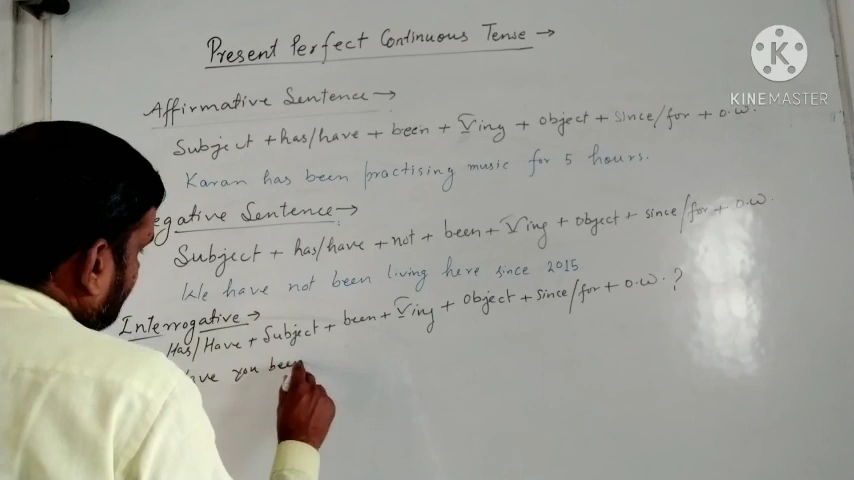 Present Perfect Continuous Tense →
KINEMASTER
Affirmative Sentence →
Subject + has/have + been + Ving + object + since/for + o.w.
Karan has been practising music for 5 hours.
egative Sentence →
Subject + has/have + not + been + Ving + object + since/for + o.w.
We have not been living here since 2015
Interrogative →
Has/Have + Subject + been + Ving + object + since/for + o.w. ?
ave you been